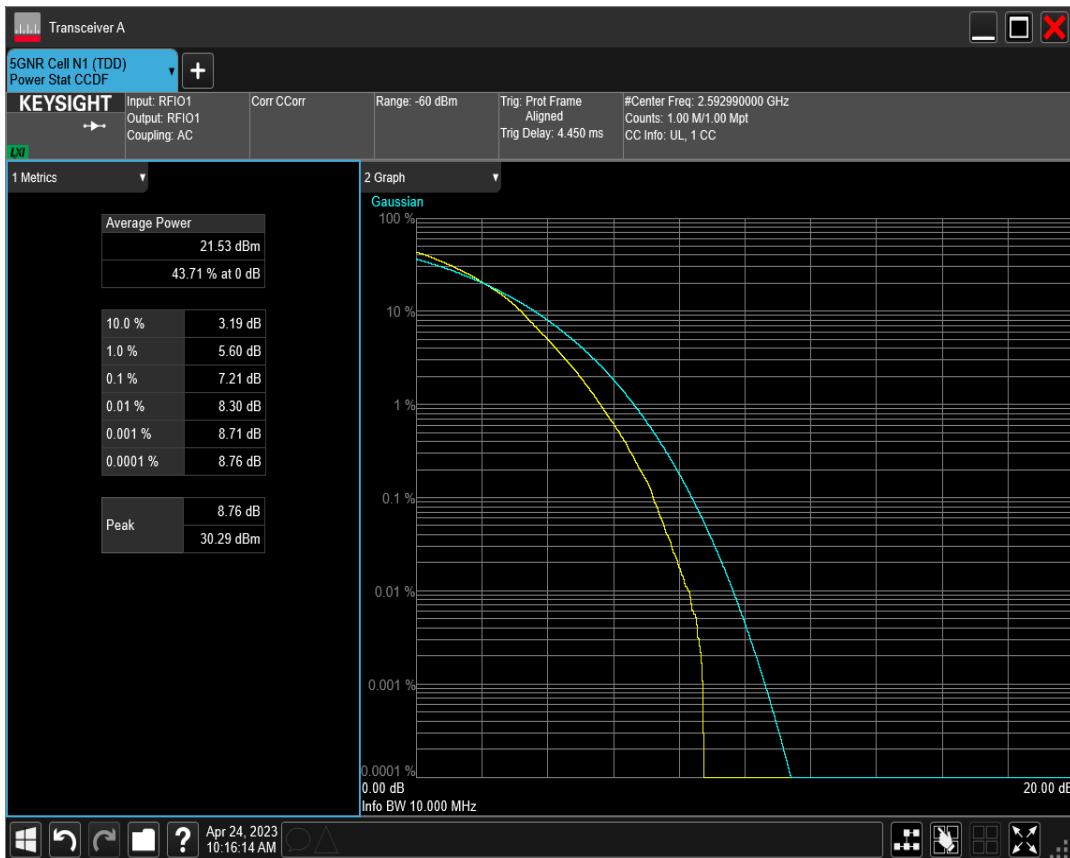 Transceiver A
5GNR Cell N1 (TDD)
Power Stat CCDF
KEYSIGHT
LXI
Input: RFIO1
Output: RFIO1
Coupling: AC
Corr CCorr
Range: -60 dBm
Trig: Prot Frame
Aligned
Trig Delay: 4.450 ms
#Center Freq: 2.592990000 GHz
Counts: 1.00 M/1.00 Mpt
CC Info: UL, 1 CC
1 Metrics
Average Power
21.53 dBm
43.71 % at 0 dB
10.0 % 3.19 dB
1.0 % 5.60 dB
0.1 % 7.21 dB
0.01 % 8.30 dB
0.001 % 8.71 dB
0.0001 % 8.76 dB
Peak
8.76 dB
30.29 dBm
2 Graph
Gaussian
100 %
10 %
1 %
0.1 %
0.01 %
0.001 %
0.0001 %
0.00 dB 20.00 dB
Info BW 10.000 MHz
Apr 24, 2023
10:16:14 AM